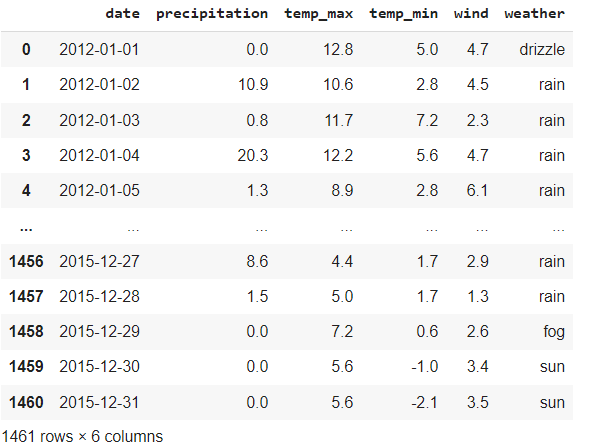 date precipitation temp_max temp_min wind weather
0 2012-01-01 0.0 12.8 5.0 4.7 drizzle
1 2012-01-02 10.9 10.6 2.8 4.5 rain
2 2012-01-03 0.8 11.7 7.2 2.3 rain
3 2012-01-04 20.3 12.2 5.6 4.7 rain
4 2012-01-05 1.3 8.9 2.8 6.1 rain
... ... ... ... ... ... ...
1456 2015-12-27 8.6 4.4 1.7 2.9 rain
1457 2015-12-28 1.5 5.0 1.7 1.3 rain
1458 2015-12-29 0.0 7.2 0.6 2.6 fog
1459 2015-12-30 0.0 5.6 -1.0 3.4 sun
1460 2015-12-31 0.0 5.6 -2.1 3.5 sun
1461 rows × 6 columns